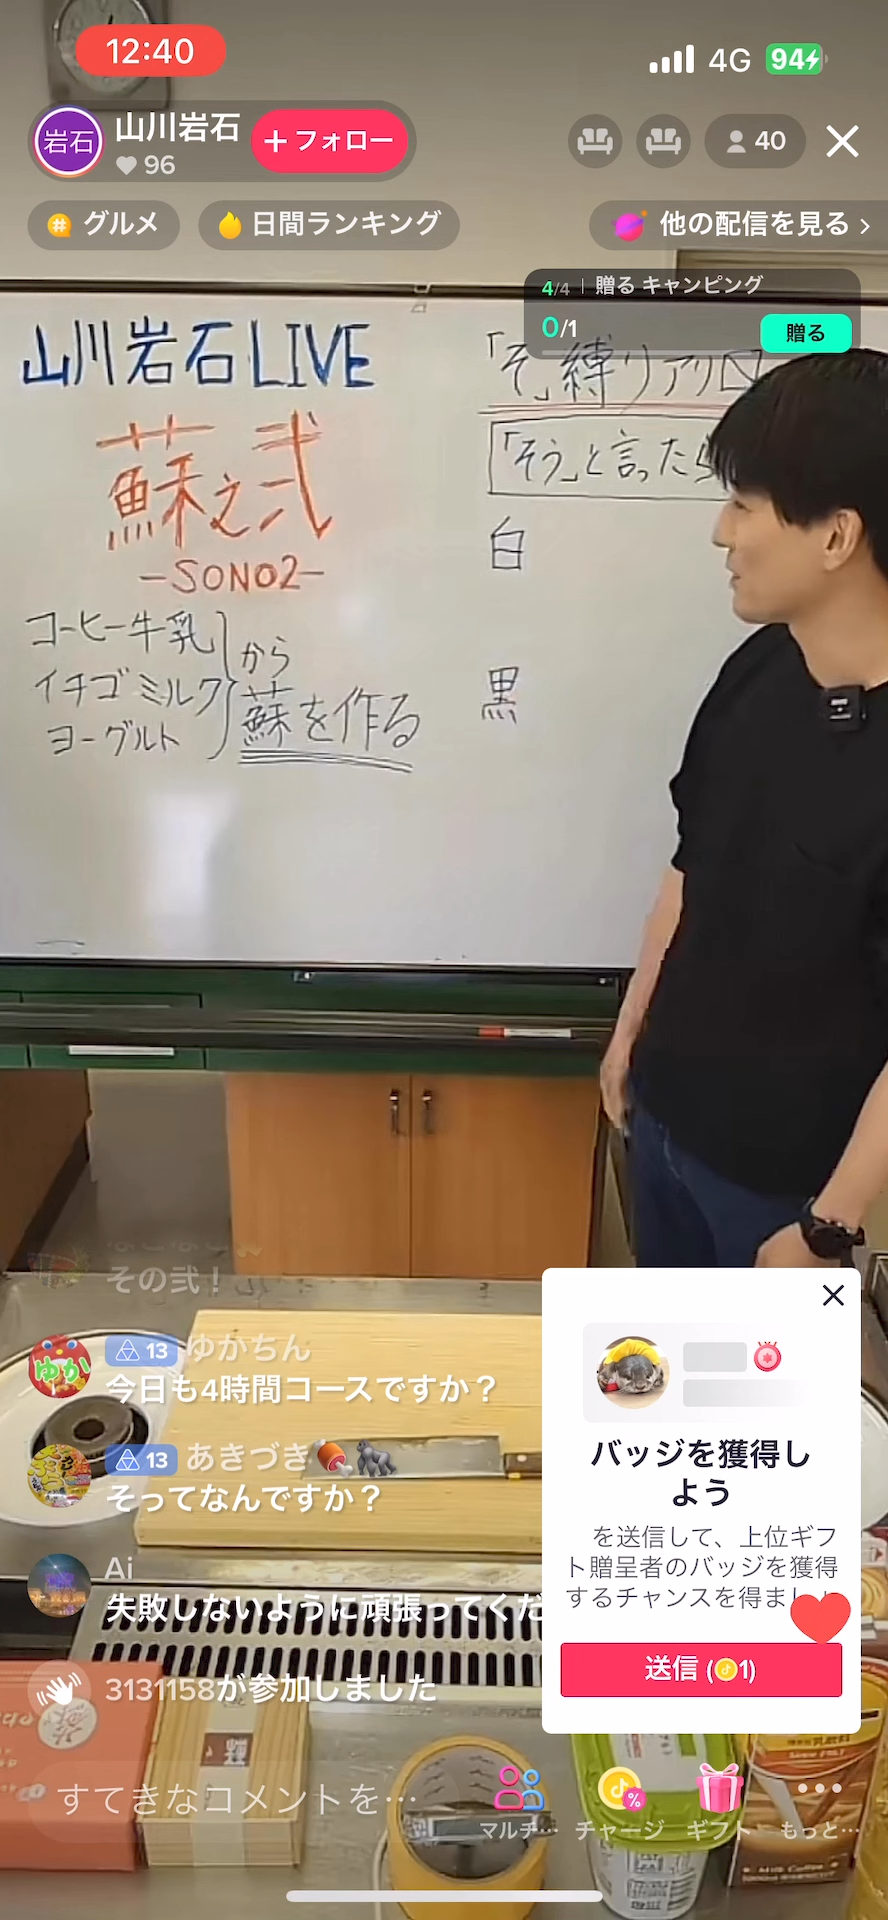 12:40
4G 94
岩石
山川岩石
96
+ フォロー
40
グルメ
日間ランキング
他の配信を見る >
4/4 | 贈る キャンピング
0/1
贈る
山川岩石LIVE
蘇之弐
-SONO2-
コーヒー牛乳
イチゴミルク
ヨーグルト
から
蘇を作る
「そ」縛りアリ
「そう」と言ったら
白
黒
その弐!
ゆか
13 ゆかちん
今日も4時間コースですか?
13 あきづき
そってなんですか?
Ai
失敗しないように頑張ってくだ
3131158が参加しました
バッジを獲得し
よう
を送信して、上位ギフ
ト贈呈者のバッジを獲得
するチャンスを得ま
送信 (1)
すてきなコメントを…
マルチ…
チャージ
ギフト
もっと…
Milk Coffee